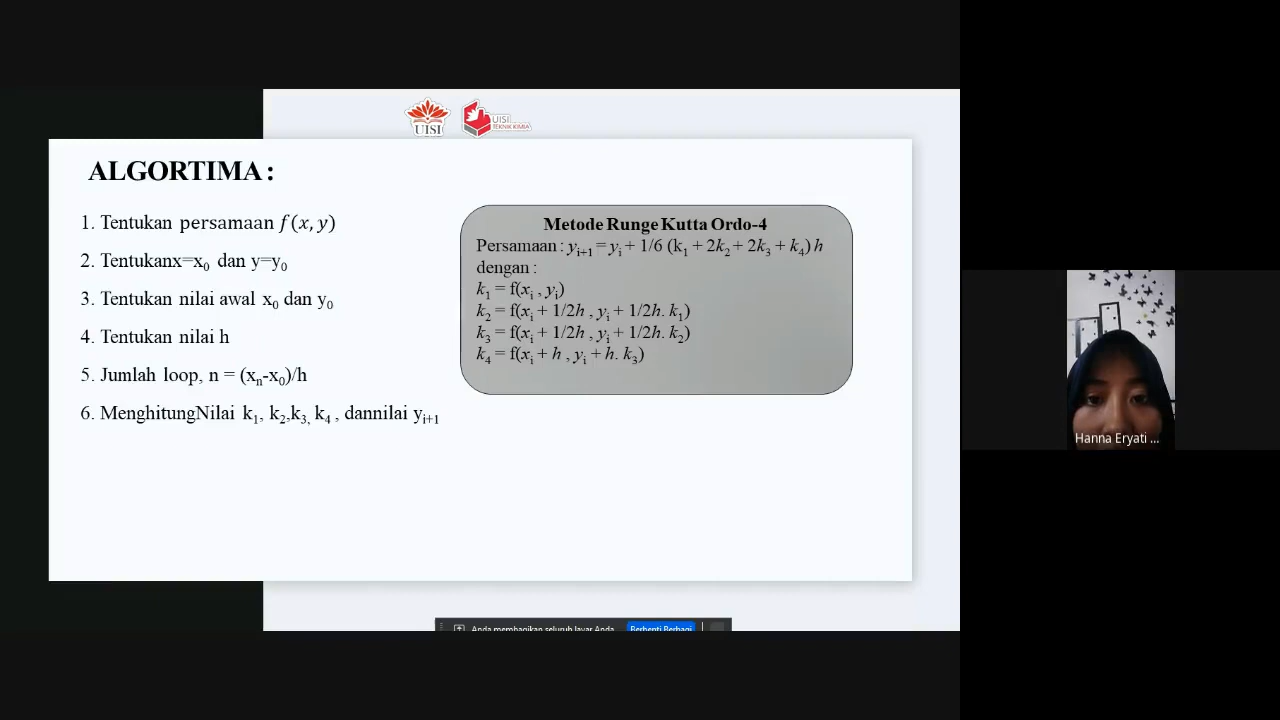 UISI
UISI
TEKNIK KIMIA
ALGORTIMA :
1. Tentukan persamaan f(x, y)
2. Tentukanx=x₀ dan y=y₀
3. Tentukan nilai awal x₀ dan y₀
4. Tentukan nilai h
5. Jumlah loop, n = (xₙ-x₀)/h
6. MenghitungNilai k₁, k₂,k₃, k₄ , dannilai yᵢ₊₁
Metode Runge Kutta Ordo-4
Persamaan : yᵢ₊₁ = yᵢ + 1/6 (k₁ + 2k₂ + 2k₃ + k₄) h
dengan :
k₁ = f(xᵢ , yᵢ)
k₂ = f(xᵢ + 1/2h , yᵢ + 1/2h. k₁)
k₃ = f(xᵢ + 1/2h , yᵢ + 1/2h. k₂)
k₄ = f(xᵢ + h , yᵢ + h. k₃)
Anda membagikan seluruh layar Anda.
Berhenti Berbagi
Hanna Eryati ...